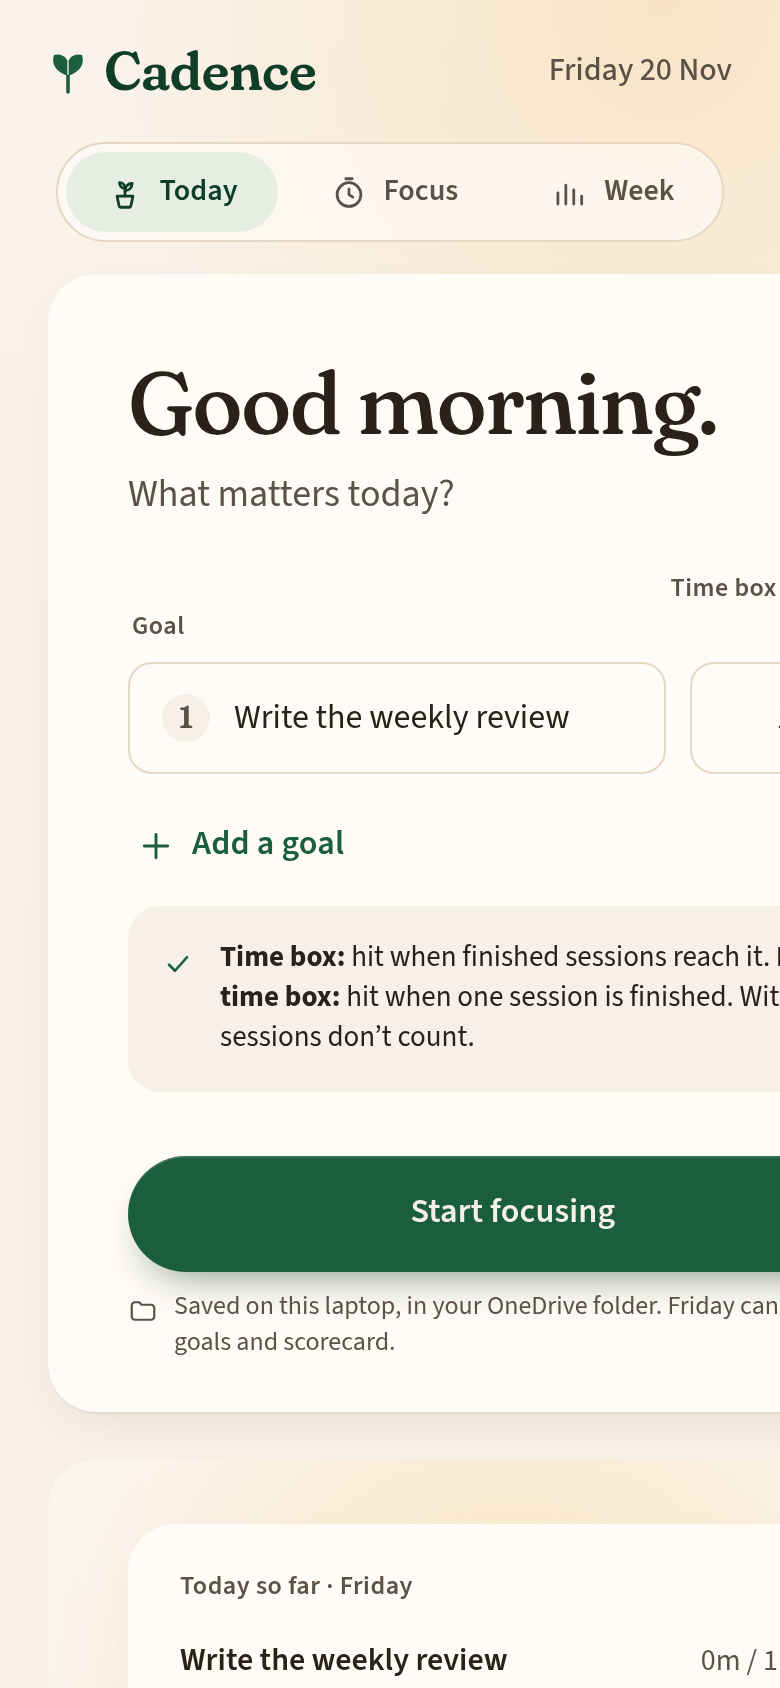 Cadence
Friday 20 Nov
Today
Focus
Week
Good morning.
What matters today?
Time box
Goal
1 Write the weekly review
Add a goal
Time box: hit when finished sessions reach it.
time box: hit when one session is finished.
sessions don’t count.
Start focusing
Saved on this laptop, in your OneDrive folder. Friday can
goals and scorecard.
Today so far · Friday
Write the weekly review
0m / 1